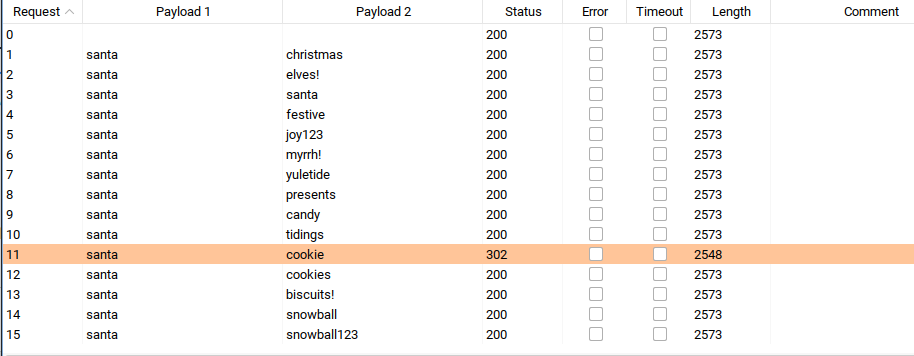 Request Payload 1 Payload 2 Status Error Timeout Length Comment
0 200 2573
1 santa christmas 200 2573
2 santa elves! 200 2573
3 santa santa 200 2573
4 santa festive 200 2573
5 santa joy123 200 2573
6 santa myrrh! 200 2573
7 santa yuletide 200 2573
8 santa presents 200 2573
9 santa candy 200 2573
10 santa tidings 200 2573
11 santa cookie 302 2548
12 santa cookies 200 2573
13 santa biscuits! 200 2573
14 santa snowball 200 2573
15 santa snowball123 200 2573